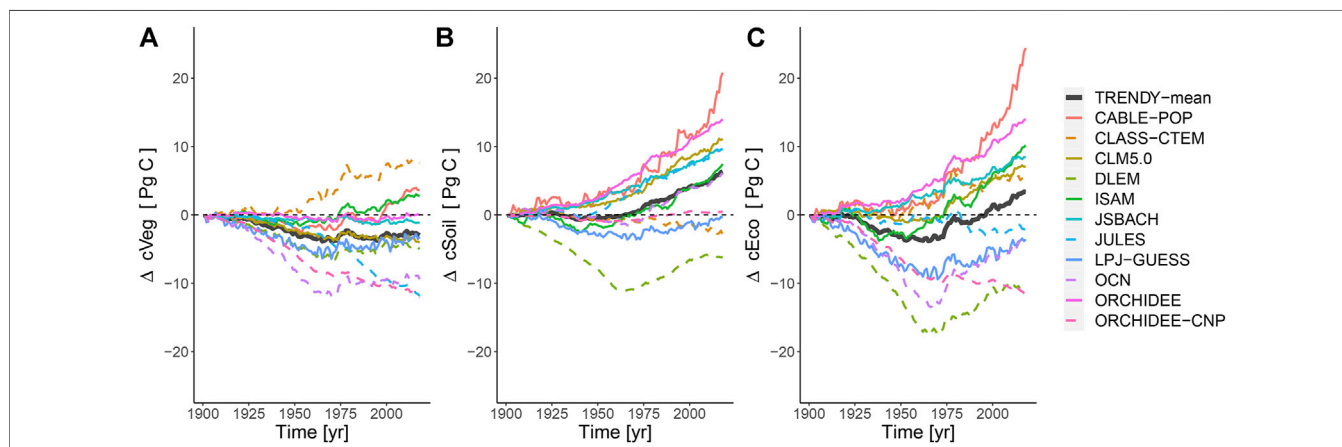 A
B
C
Δ cVeg [ Pg C ]
20
10
0
−10
−20
1900 1925 1950 1975 2000
Time [yr]
Δ cSoil [ Pg C ]
20
10
0
−10
−20
1900 1925 1950 1975 2000
Time [yr]
Δ cEco [ Pg C ]
20
10
0
−10
−20
1900 1925 1950 1975 2000
Time [yr]
TRENDY−mean
CABLE−POP
CLASS−CTEM
CLM5.0
DLEM
ISAM
JSBACH
JULES
LPJ−GUESS
OCN
ORCHIDEE
ORCHIDEE−CNP